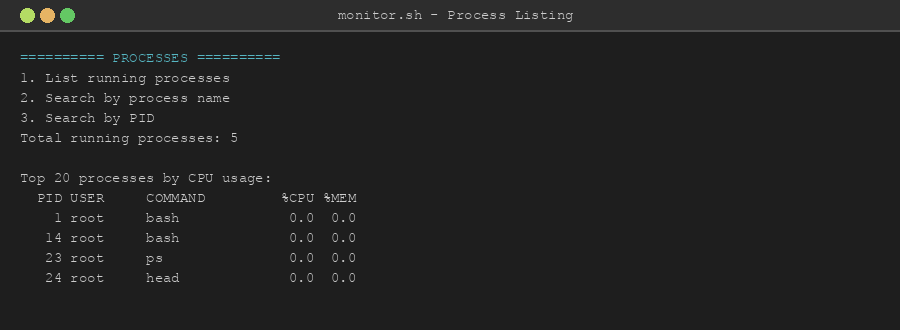 monitor.sh - Process Listing
========== PROCESSES ==========
1. List running processes
2. Search by process name
3. Search by PID
Total running processes: 5
Top 20 processes by CPU usage:
  PID USER     COMMAND         %CPU %MEM
    1 root     bash             0.0  0.0
   14 root     bash             0.0  0.0
   23 root     ps               0.0  0.0
   24 root     head             0.0  0.0